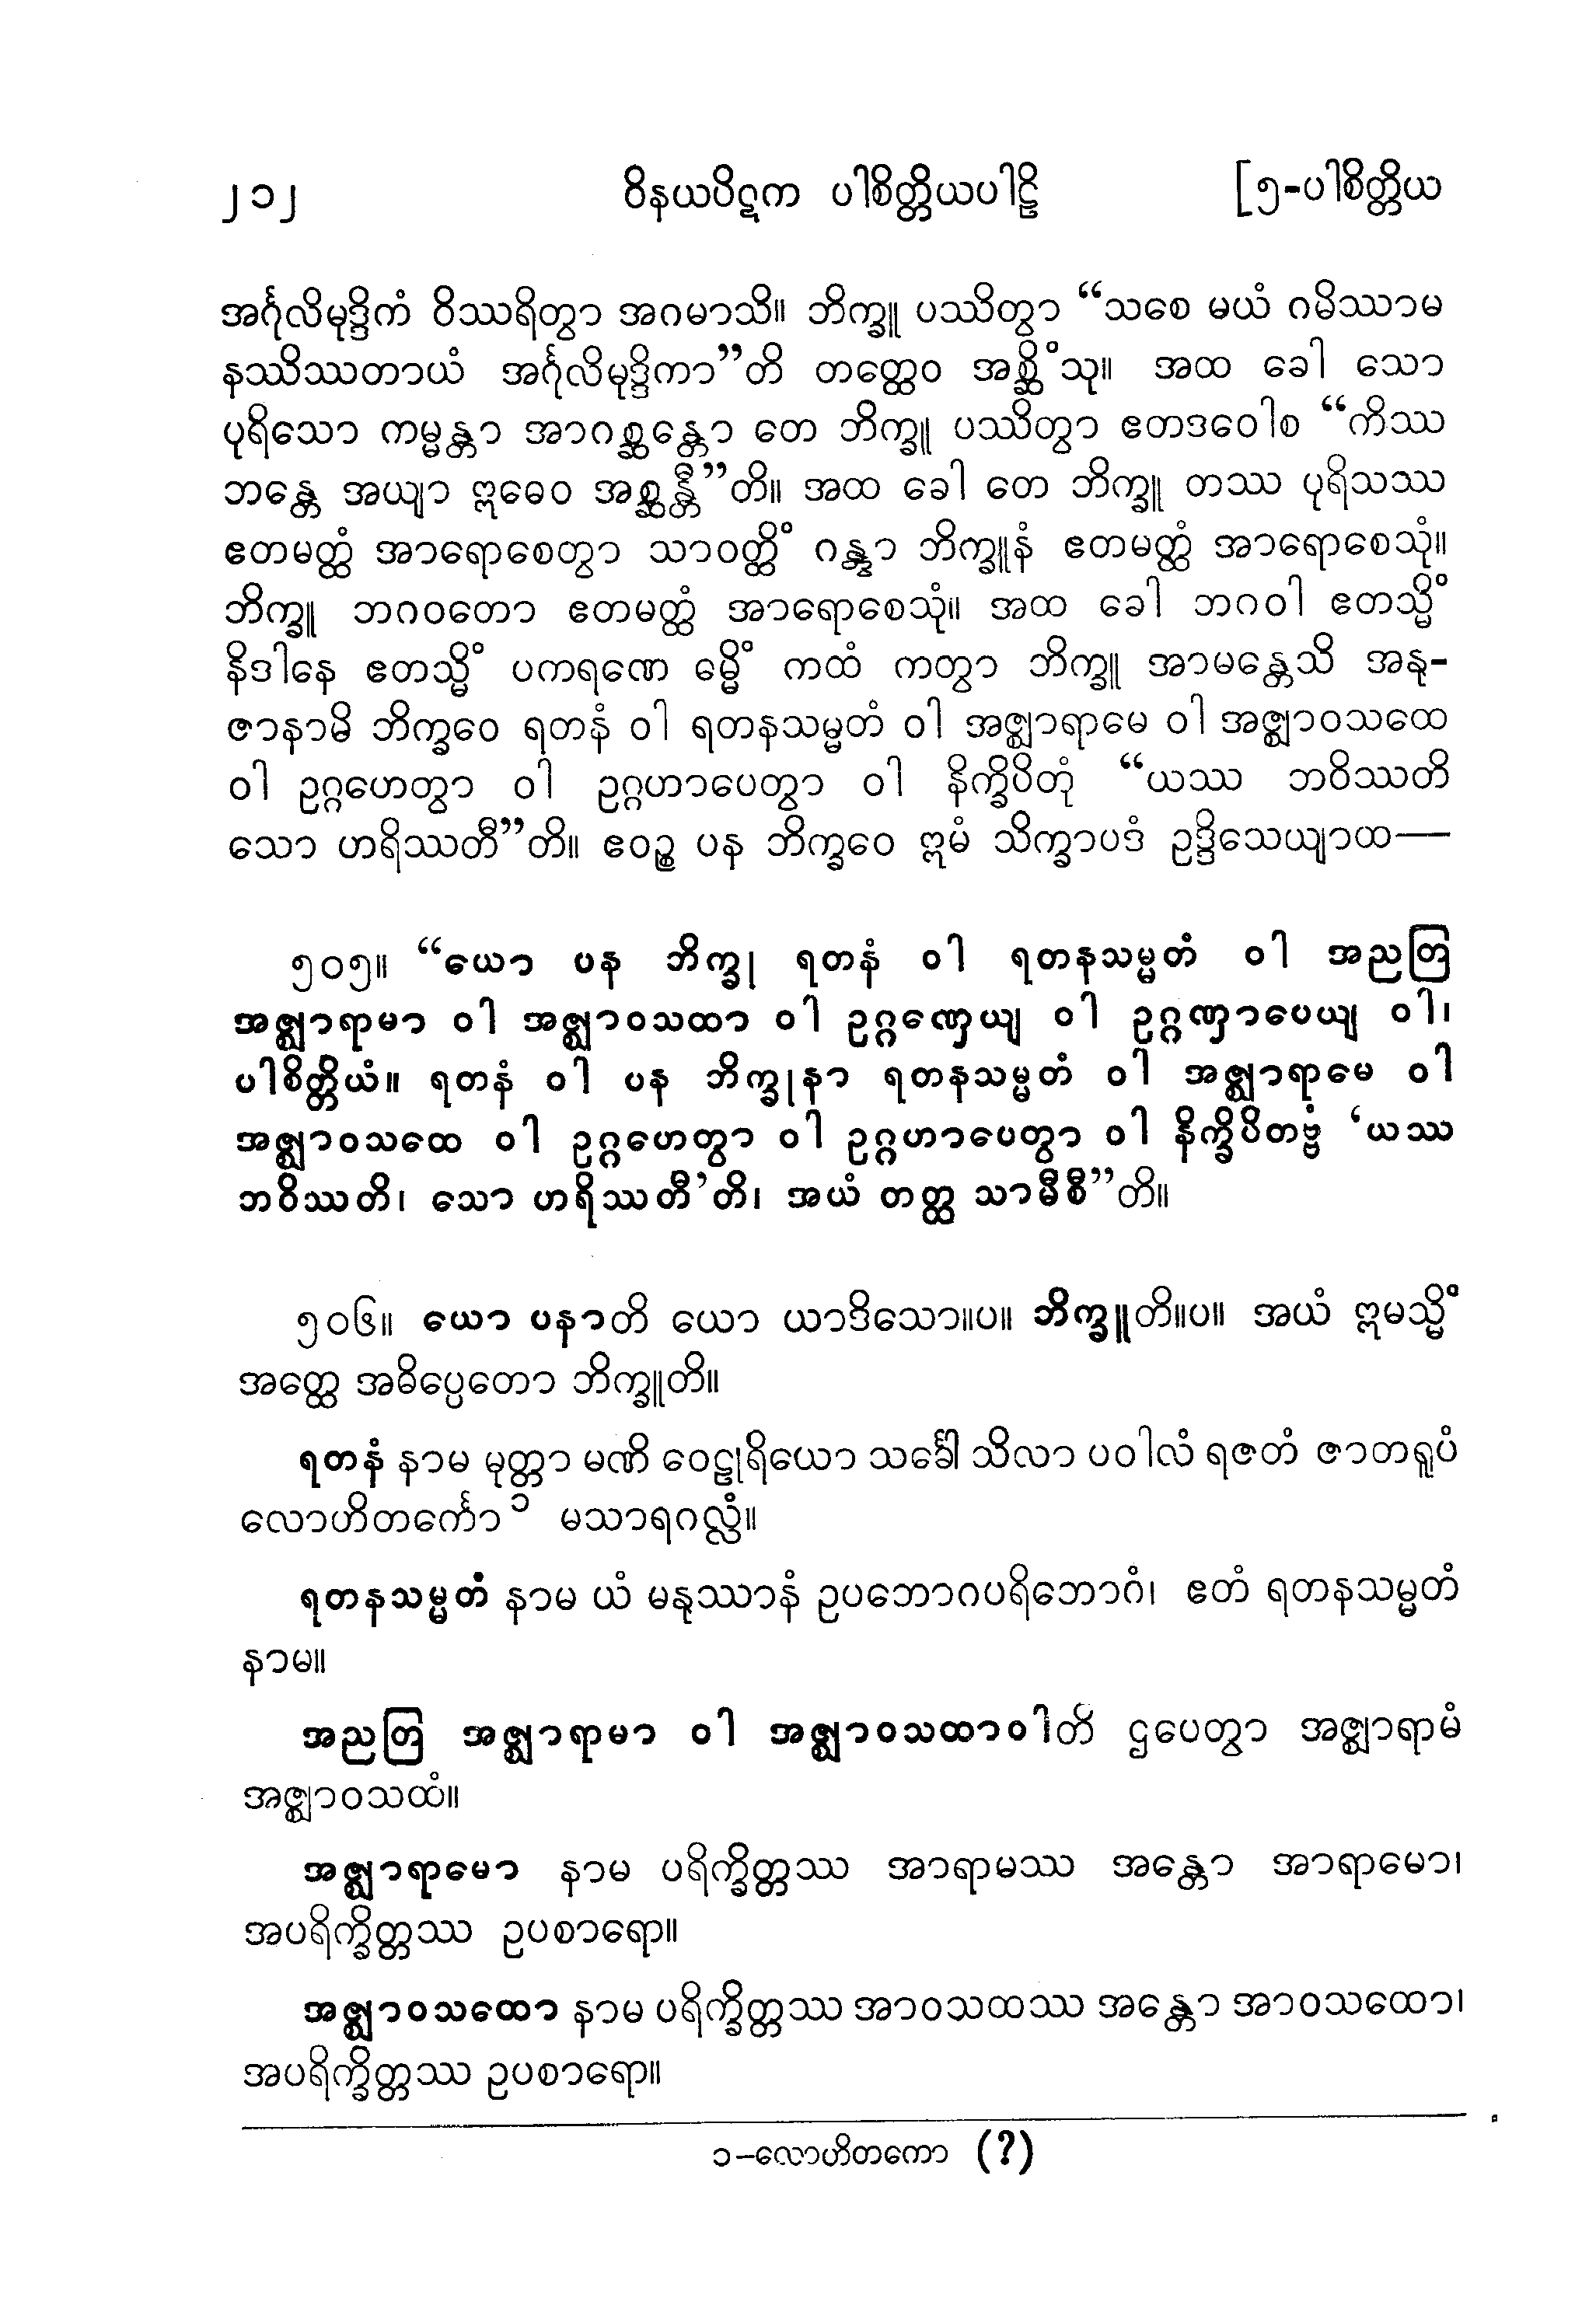 ၂၁၂ ဝိနယပိဋက ပါစိတ္တိယပါဠိ [၅-ပါစိတ္တိယ
အင်္ဂုလိမုဒ္ဒိကံ ဝိဿရိတွာ အဂမာသိ။ ဘိက္ခူ ပဿိတွာ “သစေ မယံ ဂမိဿာမ
နဿိဿတာယံ အင်္ဂုလိမုဒ္ဒိကာ”တိ တတ္ထေဝ အစ္ဆိံသု။ အထ ခေါ သော
ပုရိသော ကမ္မန္တာ အာဂစ္ဆန္တော တေ ဘိက္ခူ ပဿိတွာ ဧတဒဝေါစ “ကိဿ
ဘန္တေ အယျာ ဣဓေဝ အစ္ဆန္တီ”တိ။ အထ ခေါ တေ ဘိက္ခူ တဿ ပုရိသဿ
ဧတမတ္ထံ အာရောစေတွာ သာဝတ္ထိံ ဂန္တွာ ဘိက္ခူနံ ဧတမတ္ထံ အာရောစေသုံ။
ဘိက္ခူ ဘဂဝတော ဧတမတ္ထံ အာရောစေသုံ။ အထ ခေါ ဘဂဝါ ဧတသ္မိံ
နိဒါနေ ဧတသ္မိံ ပကရဏေ ဓမ္မိံ ကထံ ကတွာ ဘိက္ခူ အာမန္တေသိ အနု-
ဇာနာမိ ဘိက္ခဝေ ရတနံ ဝါ ရတနသမ္မတံ ဝါ အဇ္ဈာရာမေ ဝါ အဇ္ဈာဝသထေ
ဝါ ဥဂ္ဂဟေတွာ ဝါ ဥဂ္ဂဟာပေတွာ ဝါ နိက္ခိပိတုံ “ယဿ ဘဝိဿတိ
သော ဟရိဿတီ”တိ။ ဧဝဉ္စ ပန ဘိက္ခဝေ ဣမံ သိက္ခာပဒံ ဥဒ္ဒိသေယျာထ—
၅၀၅။ “ယော ပန ဘိက္ခု ရတနံ ဝါ ရတနသမ္မတံ ဝါ အညတြ
အဇ္ဈာရာမာ ဝါ အဇ္ဈာဝသထာ ဝါ ဥဂ္ဂဏှေယျ ဝါ ဥဂ္ဂဏှာပေယျ ဝါ၊
ပါစိတ္တိယံ။ ရတနံ ဝါ ပန ဘိက္ခုနာ ရတနသမ္မတံ ဝါ အဇ္ဈာရာမေ ဝါ
အဇ္ဈာဝသထေ ဝါ ဥဂ္ဂဟေတွာ ဝါ ဥဂ္ဂဟာပေတွာ ဝါ နိက္ခိပိတဗ္ဗံ ‘ယဿ
ဘဝိဿတိ၊ သော ဟရိဿတီ’တိ၊ အယံ တတ္ထ သာမီစီ”တိ။
၅၀၆။ ယော ပနာတိ ယော ယာဒိသော။ပ။ ဘိက္ခူတိ။ပ။ အယံ ဣမသ္မိံ
အတ္ထေ အဓိပ္ပေတော ဘိက္ခူတိ။
ရတနံ နာမ မုတ္တာ မဏိ ဝေဠုရိယော သင်္ခေါ သိလာ ပဝါလံ ရဇတံ ဇာတရူပံ
လောဟိတင်္ကော ၁ မသာရဂလ္လံ။
ရတနသမ္မတံ နာမ ယံ မနုဿာနံ ဥပဘောဂပရိဘောဂံ၊ ဧတံ ရတနသမ္မတံ
နာမ။
အညတြ အဇ္ဈာရာမာ ဝါ အဇ္ဈာဝသထာဝါတိ ဌပေတွာ အဇ္ဈာရာမံ
အဇ္ဈာဝသထံ။
အဇ္ဈာရာမော နာမ ပရိက္ခိတ္တဿ အာရာမဿ အန္တော အာရာမော၊
အပရိက္ခိတ္တဿ ဥပစာရော။
အဇ္ဈာဝသထော နာမ ပရိက္ခိတ္တဿ အာဝသထဿ အန္တော အာဝသထော၊
အပရိက္ခိတ္တဿ ဥပစာရော။
၁-လောဟိတကော (?)